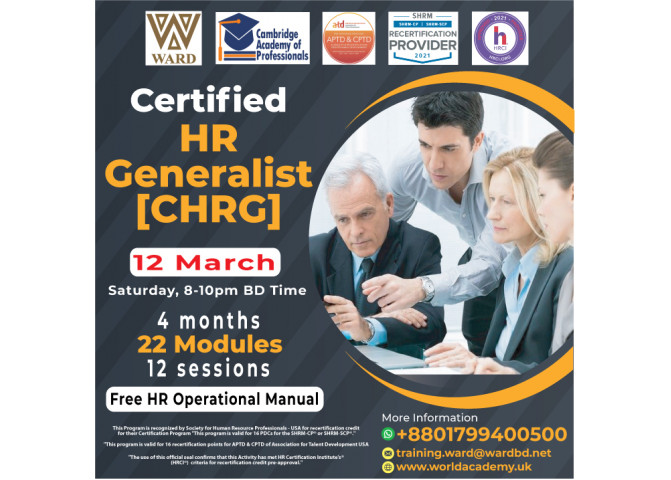 WARD
Cambridge
Academy of
Professionals
atd
APTD & CPTD
SHRM
SHRM-CP | SHRM-SCP
RECERTIFICATION
PROVIDER
2021
2021
h
HRCI
Certified
HR
Generalist
[CHRG]
12 March
Saturday, 8-10pm BD Time
4 months
22 Modules
12 sessions
Free HR Operational Manual
This Program is recognized by Society for Human Resource Professionals - USA for recertification credit
for their Certification Program "This program is valid for 16 PDCs for the SHRM-CP® or SHRM-SCP®."
"This program is valid for 16 recertification points for APTD & CPTD of Association for Talent Development USA
"The use of this official seal confirms that this Activity has met HR Certification Institute's®
(HRCI®) criteria for recertification credit pre-approval."
More Information
+8801799400500
training.ward@wardbd.net
www.worldacademy.uk